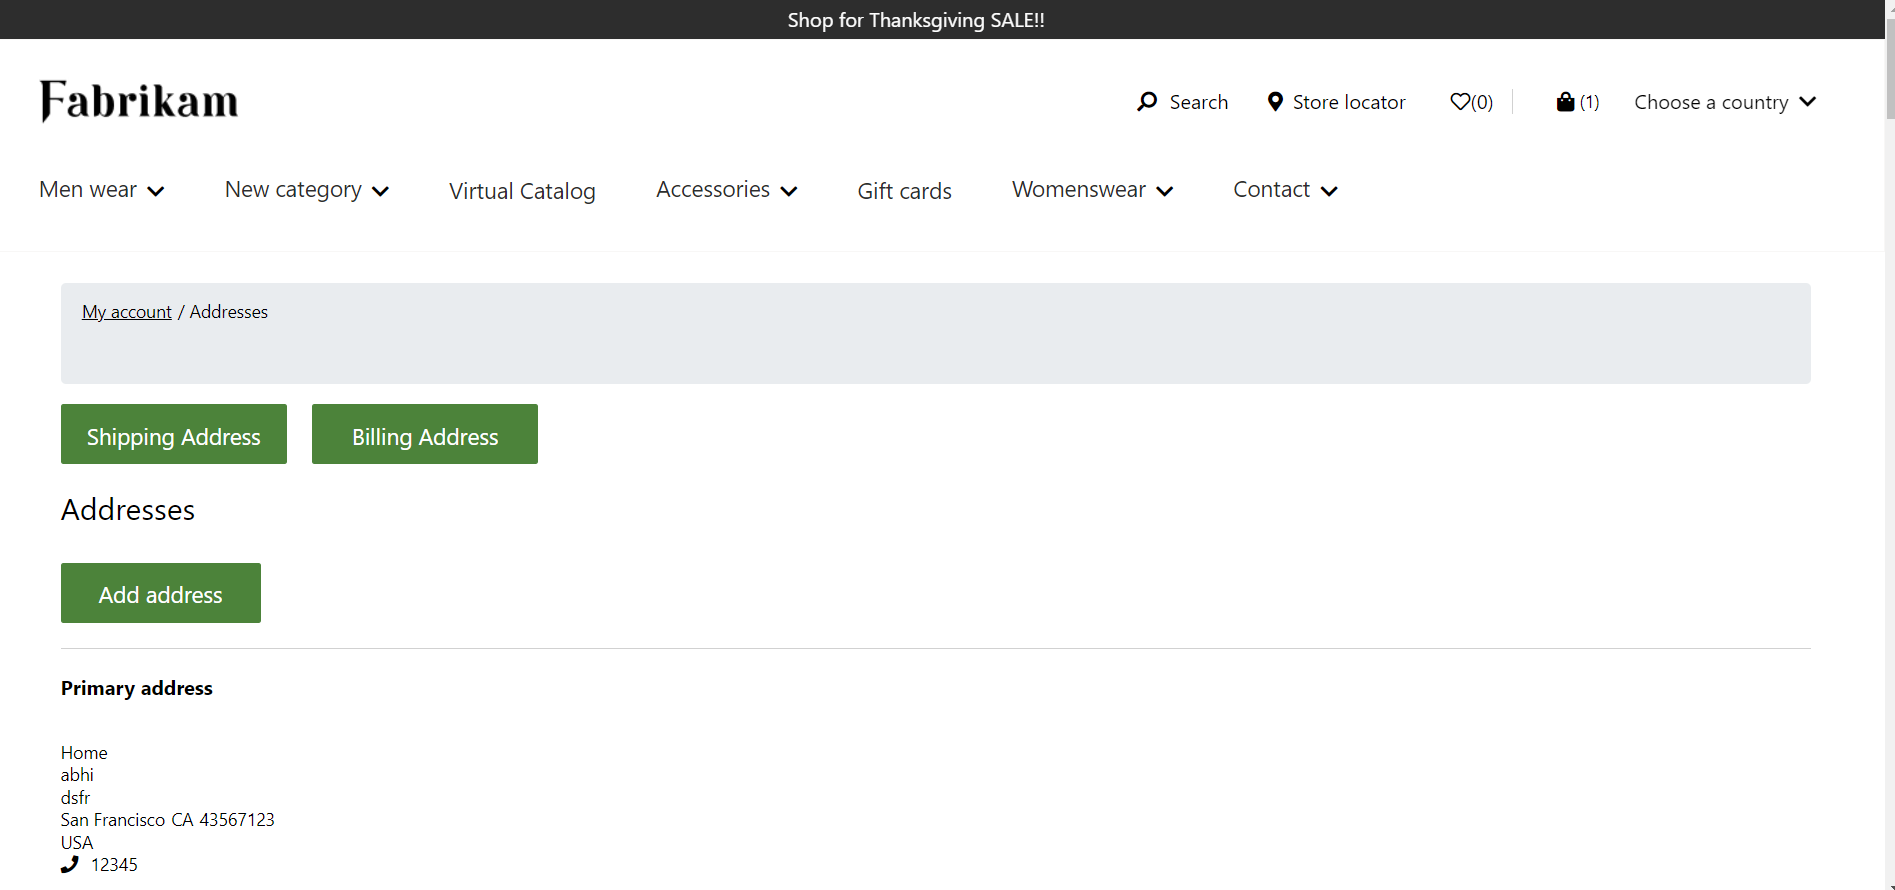 Shop for Thanksgiving SALE!!
Fabrikam
Search Store locator (0) (1) Choose a country
Men wear New category Virtual Catalog Accessories Gift cards Womenswear Contact
My account / Addresses
Shipping Address Billing Address
Addresses
Add address
Primary address
Home
abhi
dsfr
San Francisco CA 43567123
USA
12345